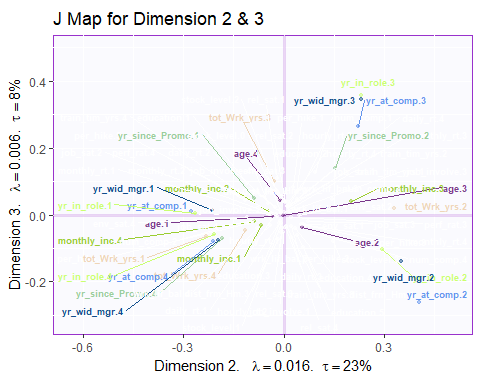 J Map for Dimension 2 & 3
Dimension 3.   λ = 0.006.  τ = 8%
0.4
0.2
0.0
-0.2
yr_in_role.3
yr_wid_mgr.3
yr_at_comp.3
tot_Wrk_yrs.3
yr_since_Promo.1
yr_since_Promo.2
age.4
yr_wid_mgr.1
monthly_inc.2
monthly_inc.3
age.3
yr_in_role.1
yr_at_comp.1
tot_Wrk_yrs.2
age.1
monthly_inc.4
age.2
monthly_inc.1
yr_at_comp.4
yr_wid_mgr.2
yr_at_comp.2
yr_wid_mgr.4
-0.6
-0.3
0.0
0.3
Dimension 2.   λ = 0.016.  τ = 23%